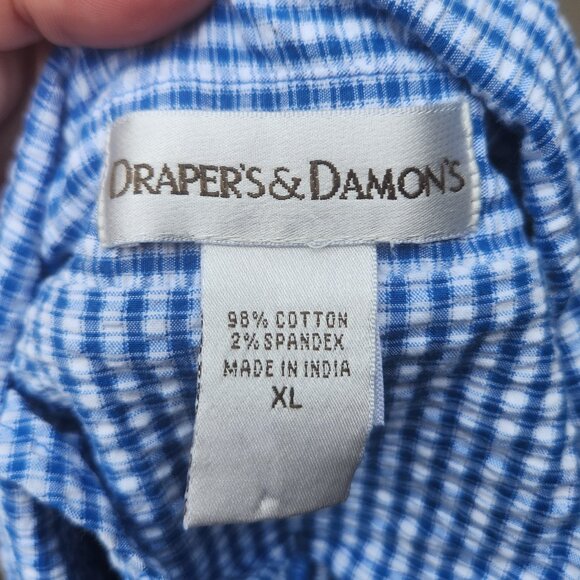 DRAPER'S & DAMON'S
98% COTTON
2% SPANDEX
MADE IN INDIA
XL